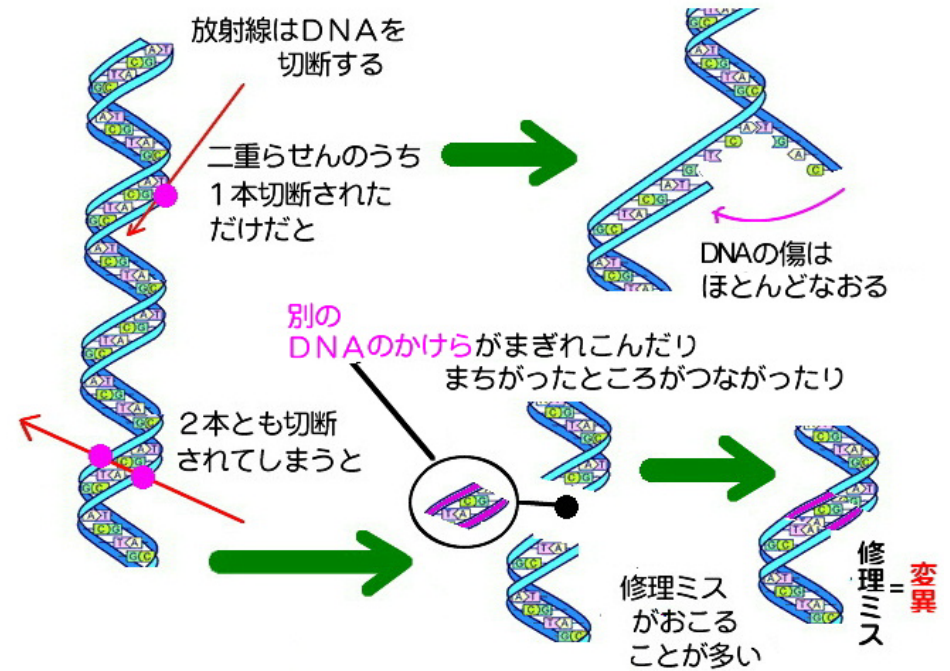 放射線はDNAを
切断する
二重らせんのうち
1本切断された
だけだと
DNAの傷は
ほとんどなおる
別の
DNAのかけらがまぎれこんだり
まちがったところがつながったり
2本とも切断
されてしまうと
修理ミス
がおこる
ことが多い
修理ミス=変異